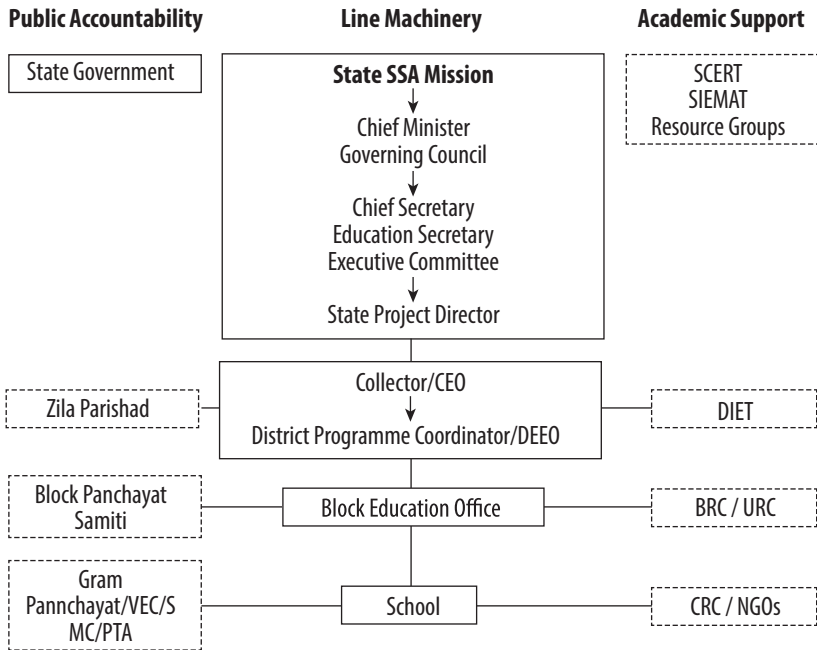 Public Accountability
Line Machinery
Academic Support
State Government
State SSA Mission
Chief Minister
Governing Council
Chief Secretary
Education Secretary
Executive Committee
State Project Director
SCERT
SIEMAT
Resource Groups
Zila Parishad
Collector/CEO
District Programme Coordinator/DEEO
DIET
Block Panchayat
Samiti
Block Education Office
BRC / URC
Gram
Pannchayat/VEC/S
MC/PTA
School
CRC / NGOs